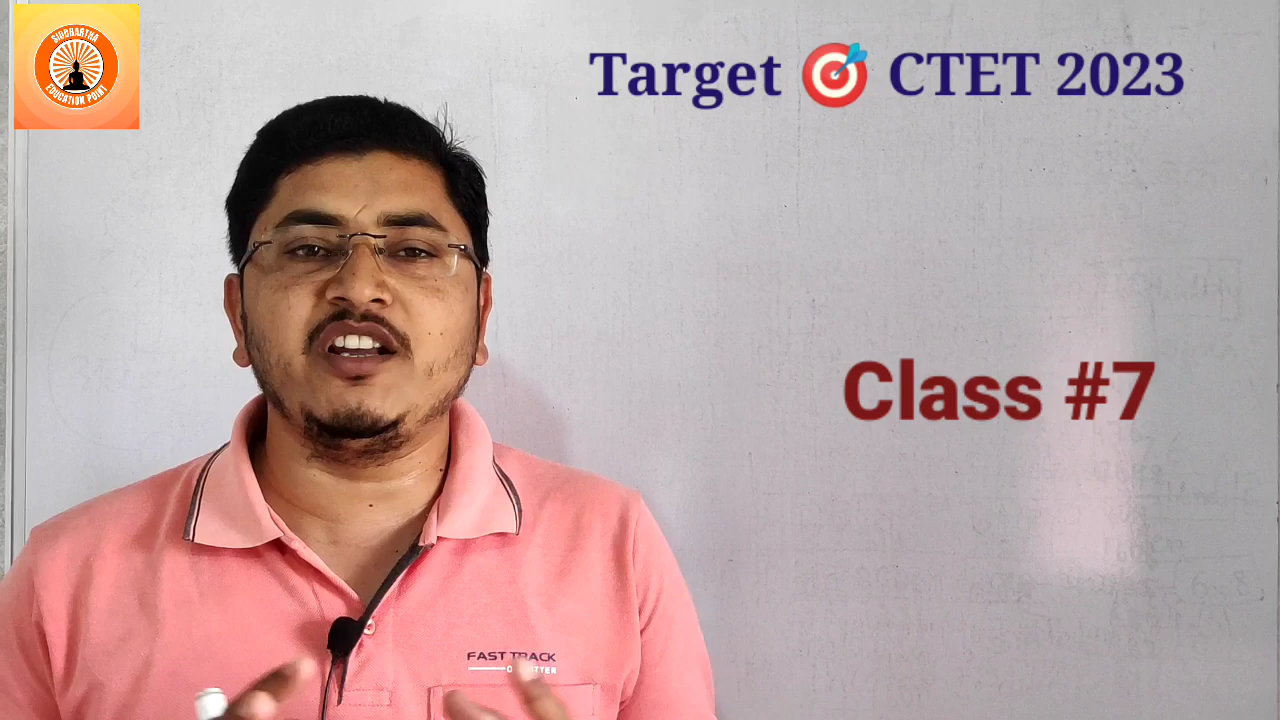 SIDDHARTHA
EDUCATION POINT
Target 🎯 CTET 2023
Class #7
FAST TRACK